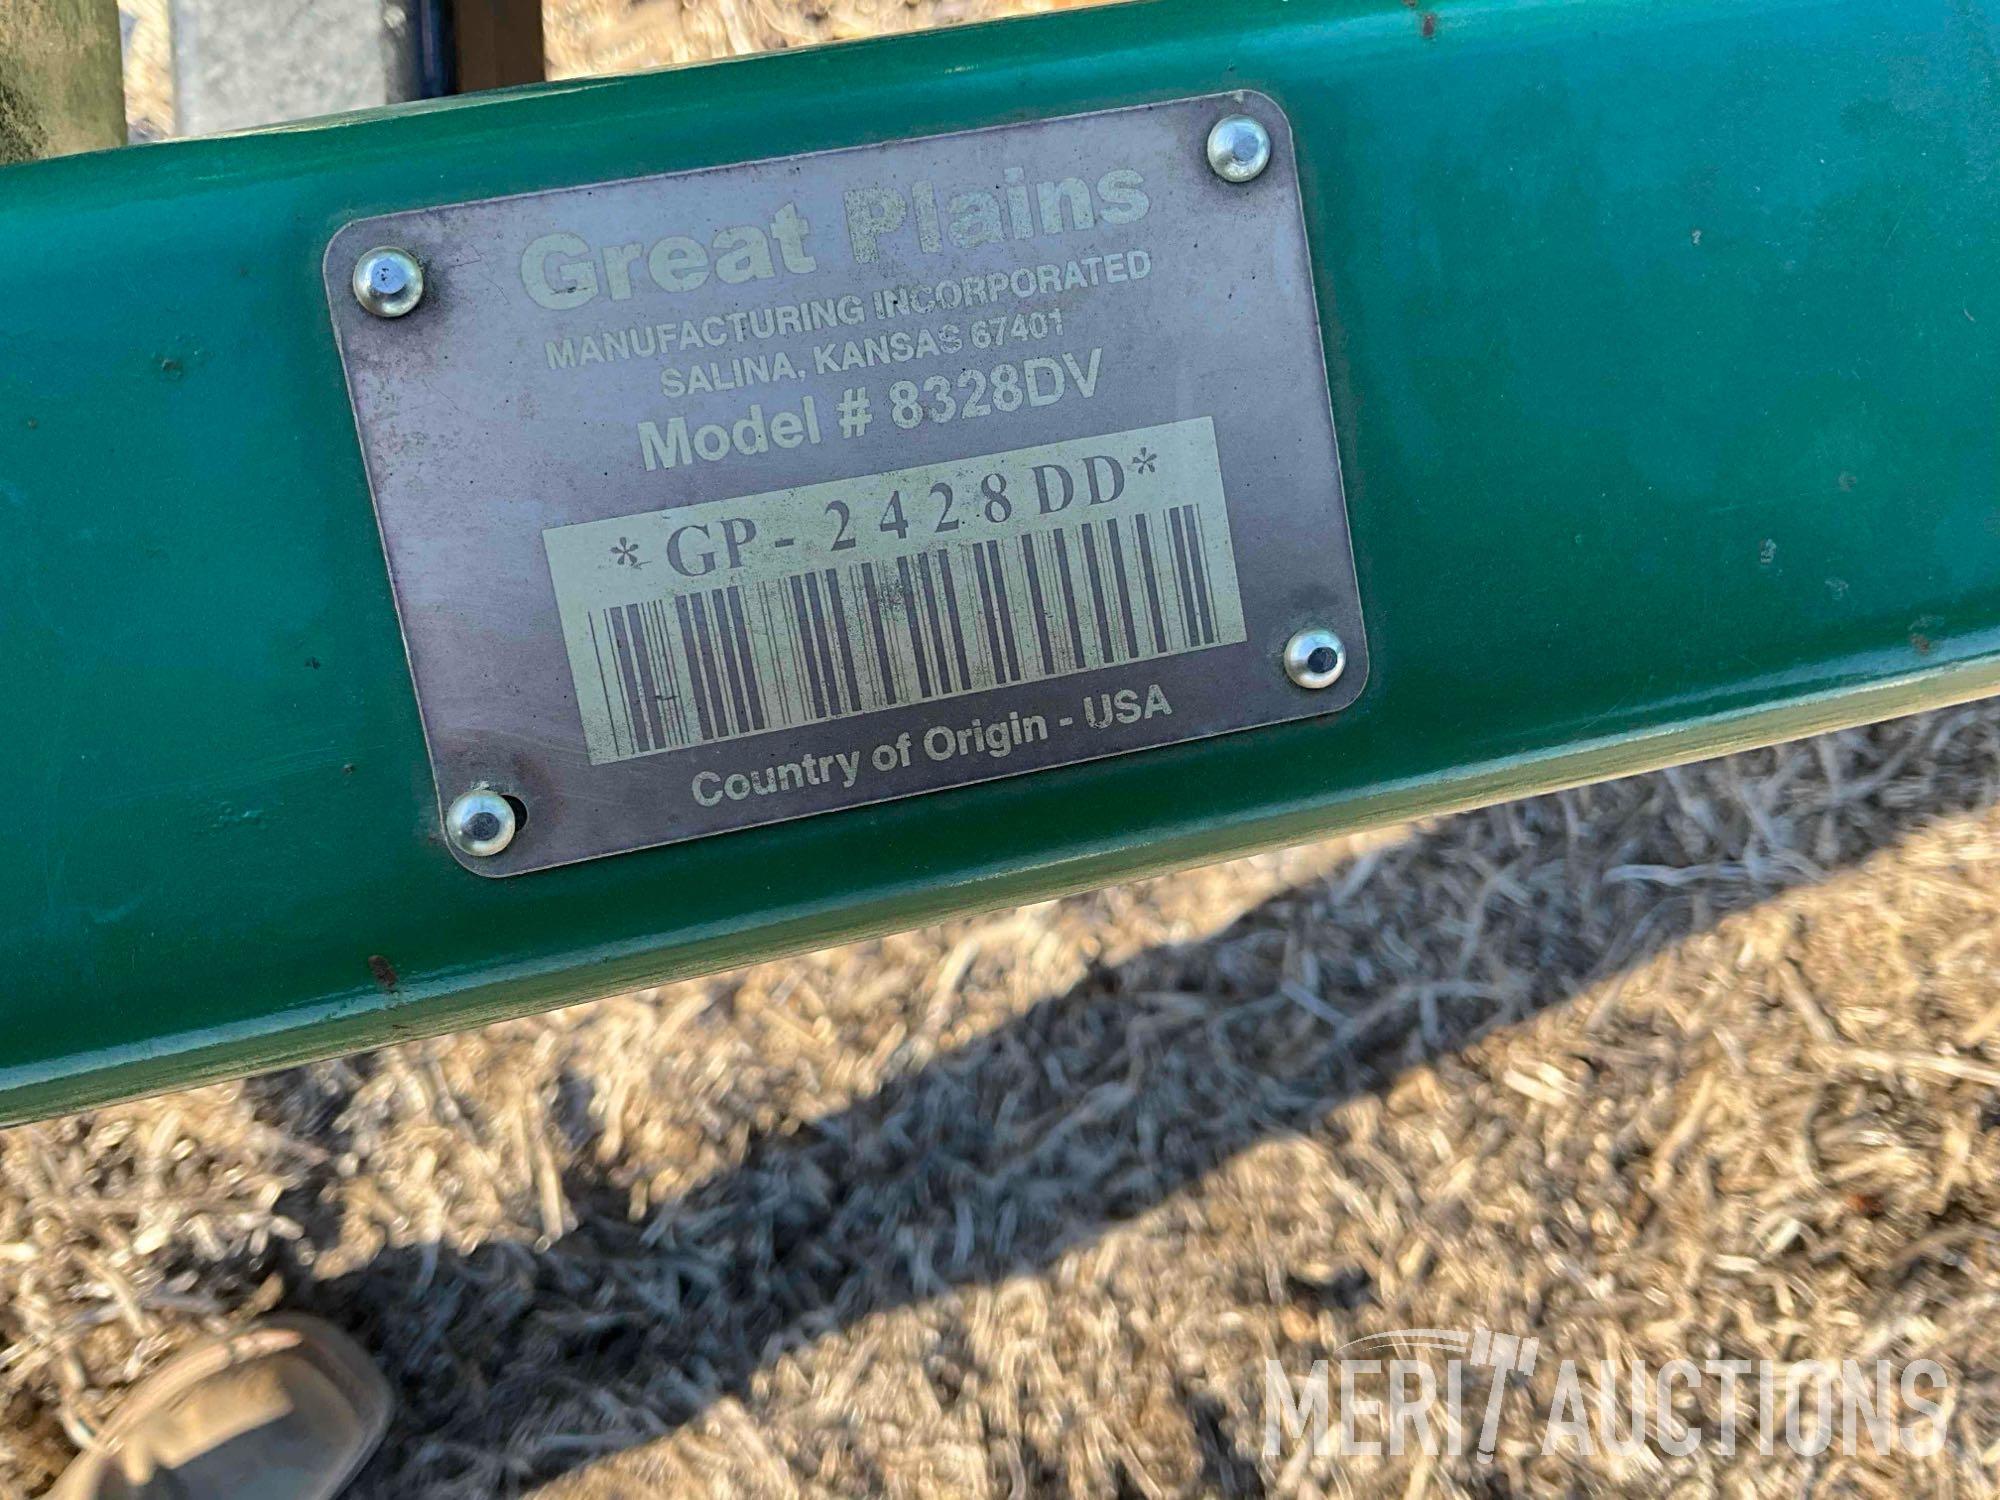 Great Plains
MANUFACTURING INCORPORATED
SALINA, KANSAS 67401
Model # 8328DV
*GP-2428DD*
Country of Origin - USA
MERIT AUCTIONS